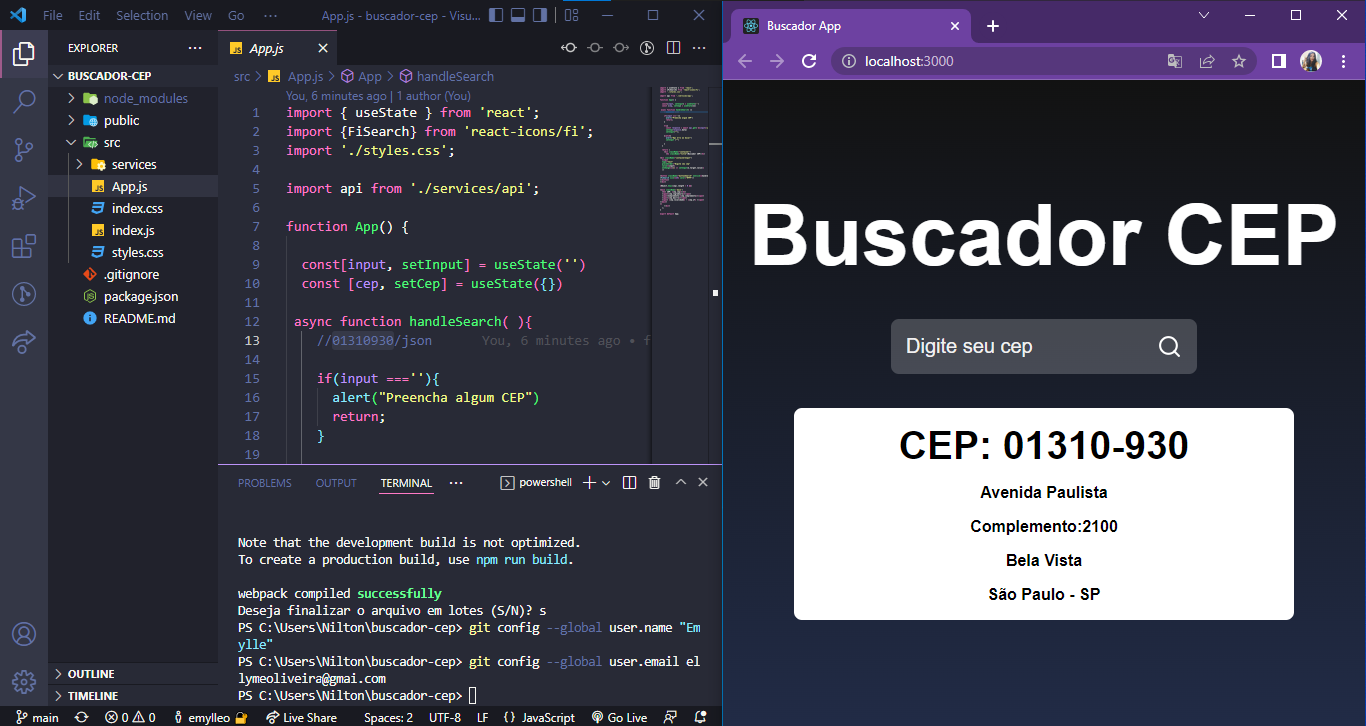 File Edit Selection View Go ··· App.js - buscador-cep - Visu...
EXPLORER ···
BUSCADOR-CEP
node_modules
public
src
services
App.js
index.css
index.js
styles.css
.gitignore
package.json
README.md
OUTLINE
TIMELINE
App.js
src > App.js > App > handleSearch
You, 6 minutes ago | 1 author (You)
1 import { useState } from 'react';
2 import {FiSearch} from 'react-icons/fi';
3 import './styles.css';
4
5 import api from './services/api';
6
7 function App() {
8
9 const[input, setInput] = useState('')
10 const [cep, setCep] = useState({})
11
12 async function handleSearch( ){
13 //01310930/json You, 6 minutes ago • f
14
15 if(input ===''){
16 alert("Preencha algum CEP")
17 return;
18 }
19
PROBLEMS OUTPUT TERMINAL ··· powershell
Note that the development build is not optimized.
To create a production build, use npm run build.
webpack compiled successfully
Deseja finalizar o arquivo em lotes (S/N)? s
PS C:\Users\Nilton\buscador-cep> git config --global user.name "Em
ylle"
PS C:\Users\Nilton\buscador-cep> git config --global user.email el
lymeoliveira@gmai.com
PS C:\Users\Nilton\buscador-cep>
main 0 0 emylleo Live Share Spaces: 2 UTF-8 LF {} JavaScript Go Live
Buscador App
localhost:3000
Buscador CEP
Digite seu cep
CEP: 01310-930
Avenida Paulista
Complemento:2100
Bela Vista
São Paulo - SP